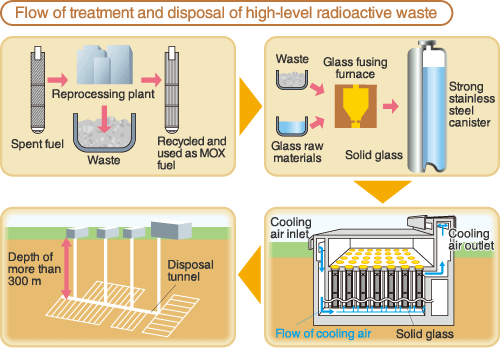 Flow of treatment and disposal of high-level radioactive waste
Reprocessing plant
Spent fuel
Waste
Recycled and
used as MOX
fuel
Waste
Glass fusing
furnace
Glass raw
materials
Solid glass
Strong
stainless
steel
canister
Depth of
more than
300 m
Disposal
tunnel
Cooling
air inlet
Cooling
air outlet
Flow of cooling air
Solid glass